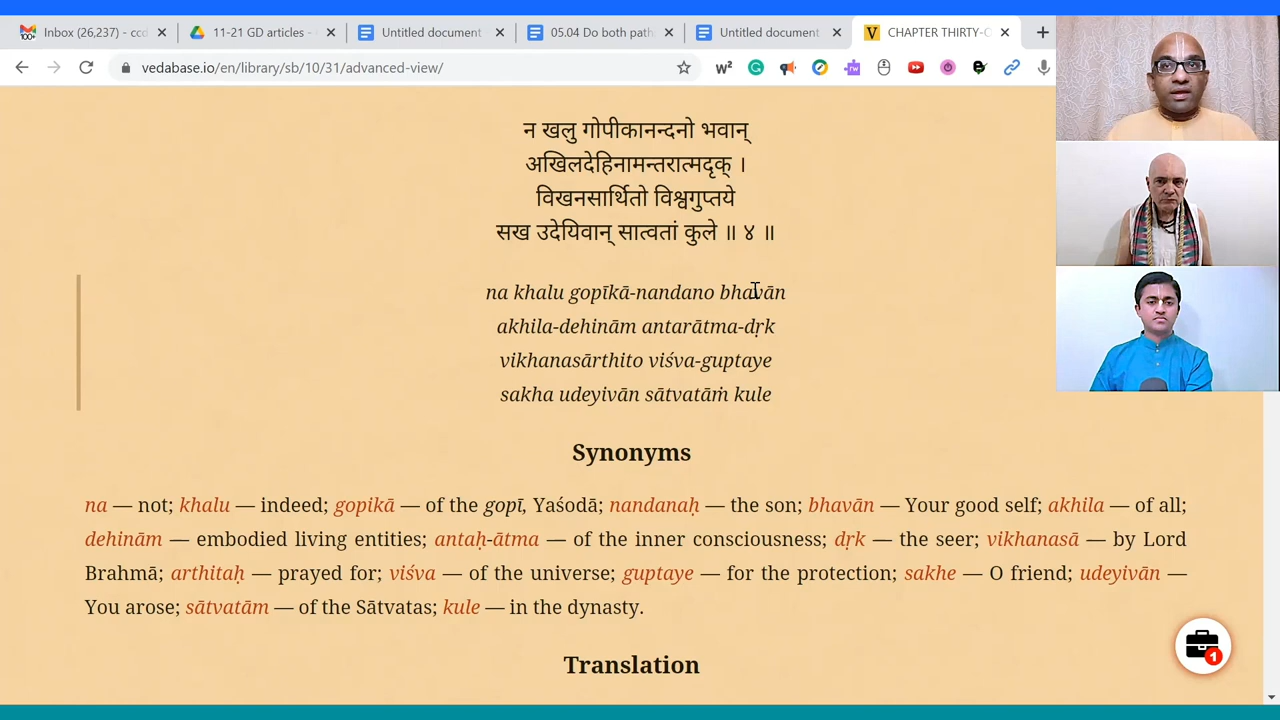 Inbox (26,237) - ccd
11-21 GD articles -
Untitled document
05.04 Do both path
Untitled document
CHAPTER THIRTY-O
vedabase.io/en/library/sb/10/31/advanced-view/
न खलु गोपीकानन्दनो भवान्
अखिलदेहिनामन्तरात्मदृक् ।
विखनसार्थितो विश्वगुप्तये
सख उदेयिवान् सात्वतां कुले ॥ ४ ॥
na khalu gopīkā-nandano bhavān
akhila-dehinām antarātma-dṛk
vikhanasārthito viśva-guptaye
sakha udeyivān sātvatāṁ kule
Synonyms
na — not; khalu — indeed; gopikā — of the gopī, Yaśodā; nandanaḥ — the son; bhavān — Your good self; akhila — of all;
dehinām — embodied living entities; antaḥ-ātma — of the inner consciousness; dṛk — the seer; vikhanasā — by Lord
Brahmā; arthitaḥ — prayed for; viśva — of the universe; guptaye — for the protection; sakhe — O friend; udeyivān —
You arose; sātvatām — of the Sātvatas; kule — in the dynasty.
1
Translation